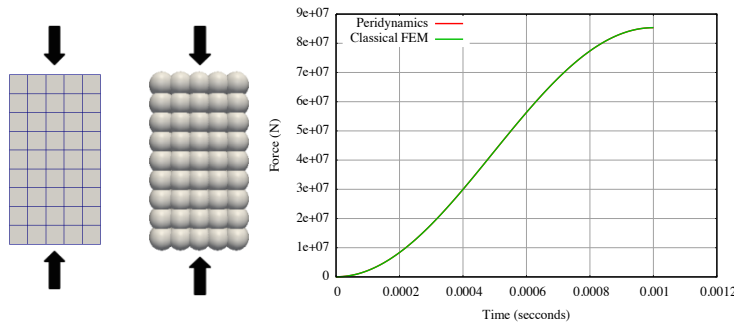 Peridynamics
Classical FEM
9e+07
8e+07
7e+07
6e+07
5e+07
4e+07
3e+07
2e+07
1e+07
0
Force (N)
0 0.0002 0.0004 0.0006 0.0008 0.001 0.0012
Time (secconds)